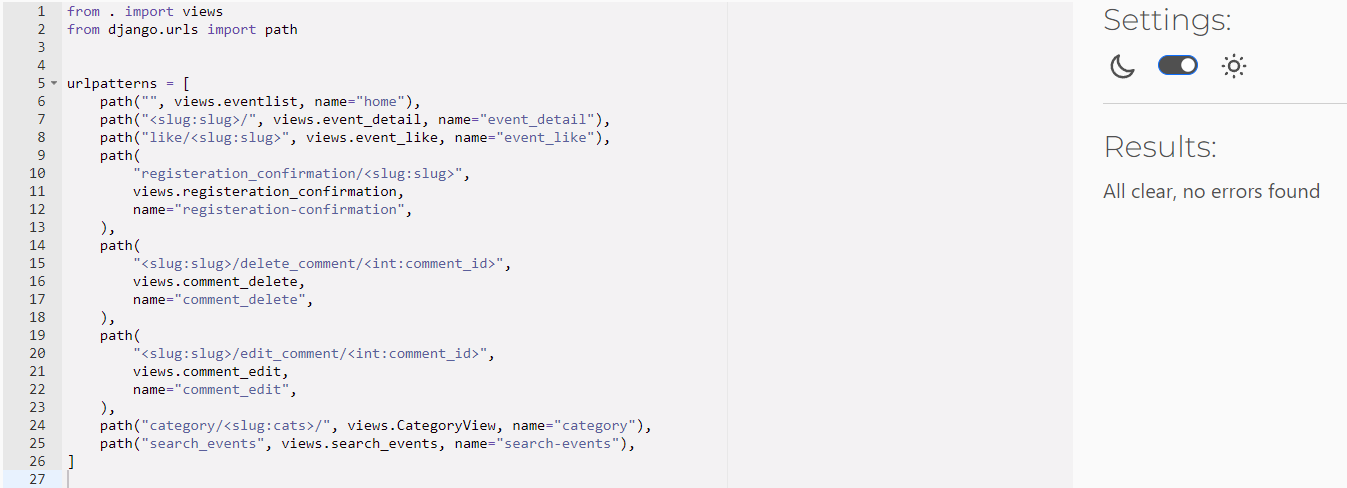 1 from . import views
2 from django.urls import path
3
4
5 urlpatterns = [
6     path("", views.eventlist, name="home"),
7     path("<slug:slug>/", views.event_detail, name="event_detail"),
8     path("like/<slug:slug>", views.event_like, name="event_like"),
9     path(
10         "registeration_confirmation/<slug:slug>",
11         views.registeration_confirmation,
12         name="registeration-confirmation",
13     ),
14     path(
15         "<slug:slug>/delete_comment/<int:comment_id>",
16         views.comment_delete,
17         name="comment_delete",
18     ),
19     path(
20         "<slug:slug>/edit_comment/<int:comment_id>",
21         views.comment_edit,
22         name="comment_edit",
23     ),
24     path("category/<slug:cats>/", views.CategoryView, name="category"),
25     path("search_events", views.search_events, name="search-events"),
26 ]
27
Settings:
Results:
All clear, no errors found